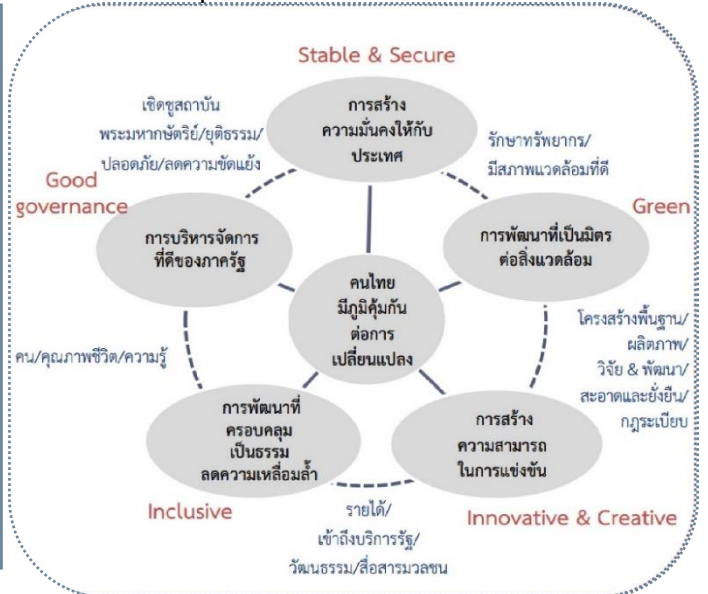 Stable & Secure
การสร้าง
ความมั่นคงให้กับ
ประเทศ
เชิดชูสถาบัน
พระมหากษัตริย์/ยุติธรรม/
ปลอดภัย/ลดความขัดแย้ง
รักษาทรัพยากร/
มีสภาพแวดล้อมที่ดี
Good
governance
Green
การบริหารจัดการ
ที่ดีของภาครัฐ
การพัฒนาที่เป็นมิตร
ต่อสิ่งแวดล้อม
คนไทย
มีภูมิคุ้มกัน
ต่อการ
เปลี่ยนแปลง
คน/คุณภาพชีวิต/ความรู้
โครงสร้างพื้นฐาน/
ผลิตภาพ/
วิจัย & พัฒนา/
สะอาดและยั่งยืน/
กฎระเบียบ
การพัฒนาที่
ครอบคลุม
เป็นธรรม
ลดความเหลื่อมล้ำ
การสร้าง
ความสามารถ
ในการแข่งขัน
Inclusive
Innovative & Creative
รายได้/
เข้าถึงบริการรัฐ/
วัฒนธรรม/สื่อสารมวลชน